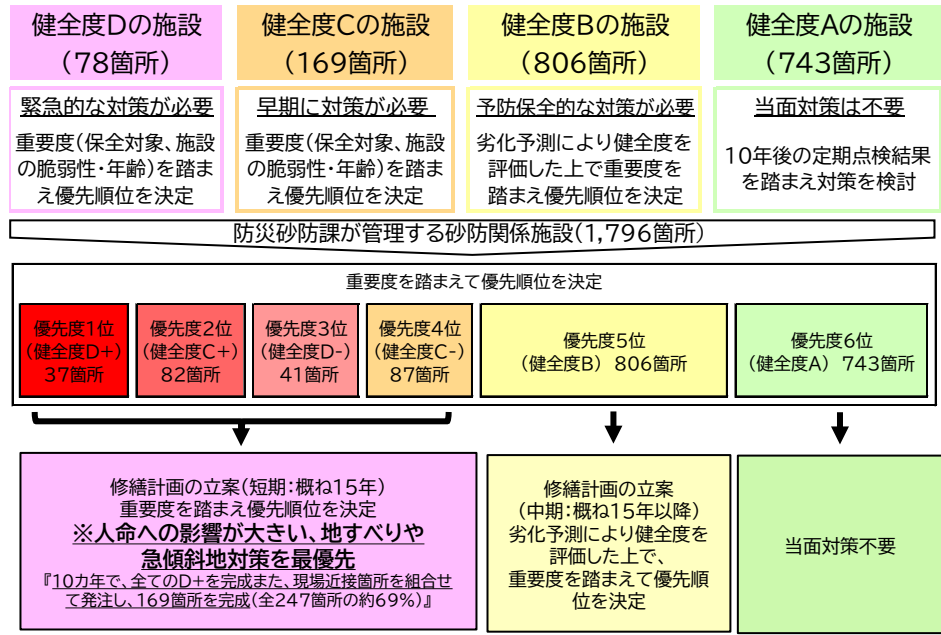 健全度Dの施設
(78箇所)
健全度Cの施設
(169箇所)
健全度Bの施設
(806箇所)
健全度Aの施設
(743箇所)
緊急的な対策が必要
重要度(保全対象、施設
の脆弱性・年齢)を踏ま
え優先順位を決定
早期に対策が必要
重要度(保全対象、施設
の脆弱性・年齢)を踏ま
え優先順位を決定
予防保全的な対策が必要
劣化予測により健全度を
評価した上で重要度を
踏まえ優先順位を決定
当面対策は不要
10年後の定期点検結果
を踏まえ対策を検討
防災砂防課が管理する砂防関係施設(1,796箇所)
重要度を踏まえて優先順位を決定
優先度1位
(健全度D+)
37箇所
優先度2位
(健全度C+)
82箇所
優先度3位
(健全度D-)
41箇所
優先度4位
(健全度C-)
87箇所
優先度5位
(健全度B) 806箇所
優先度6位
(健全度A) 743箇所
修繕計画の立案(短期:概ね15年)
重要度を踏まえ優先順位を決定
※人命への影響が大きい、地すべりや
急傾斜地対策を最優先
『10カ年で、全てのD+を完成また、現場近接箇所を組合せ
て発注し、169箇所を完成(全247箇所の約69%)』
修繕計画の立案
(中期:概ね15年以降)
劣化予測により健全度を
評価した上で、
重要度を踏まえて優先順
位を決定
当面対策不要